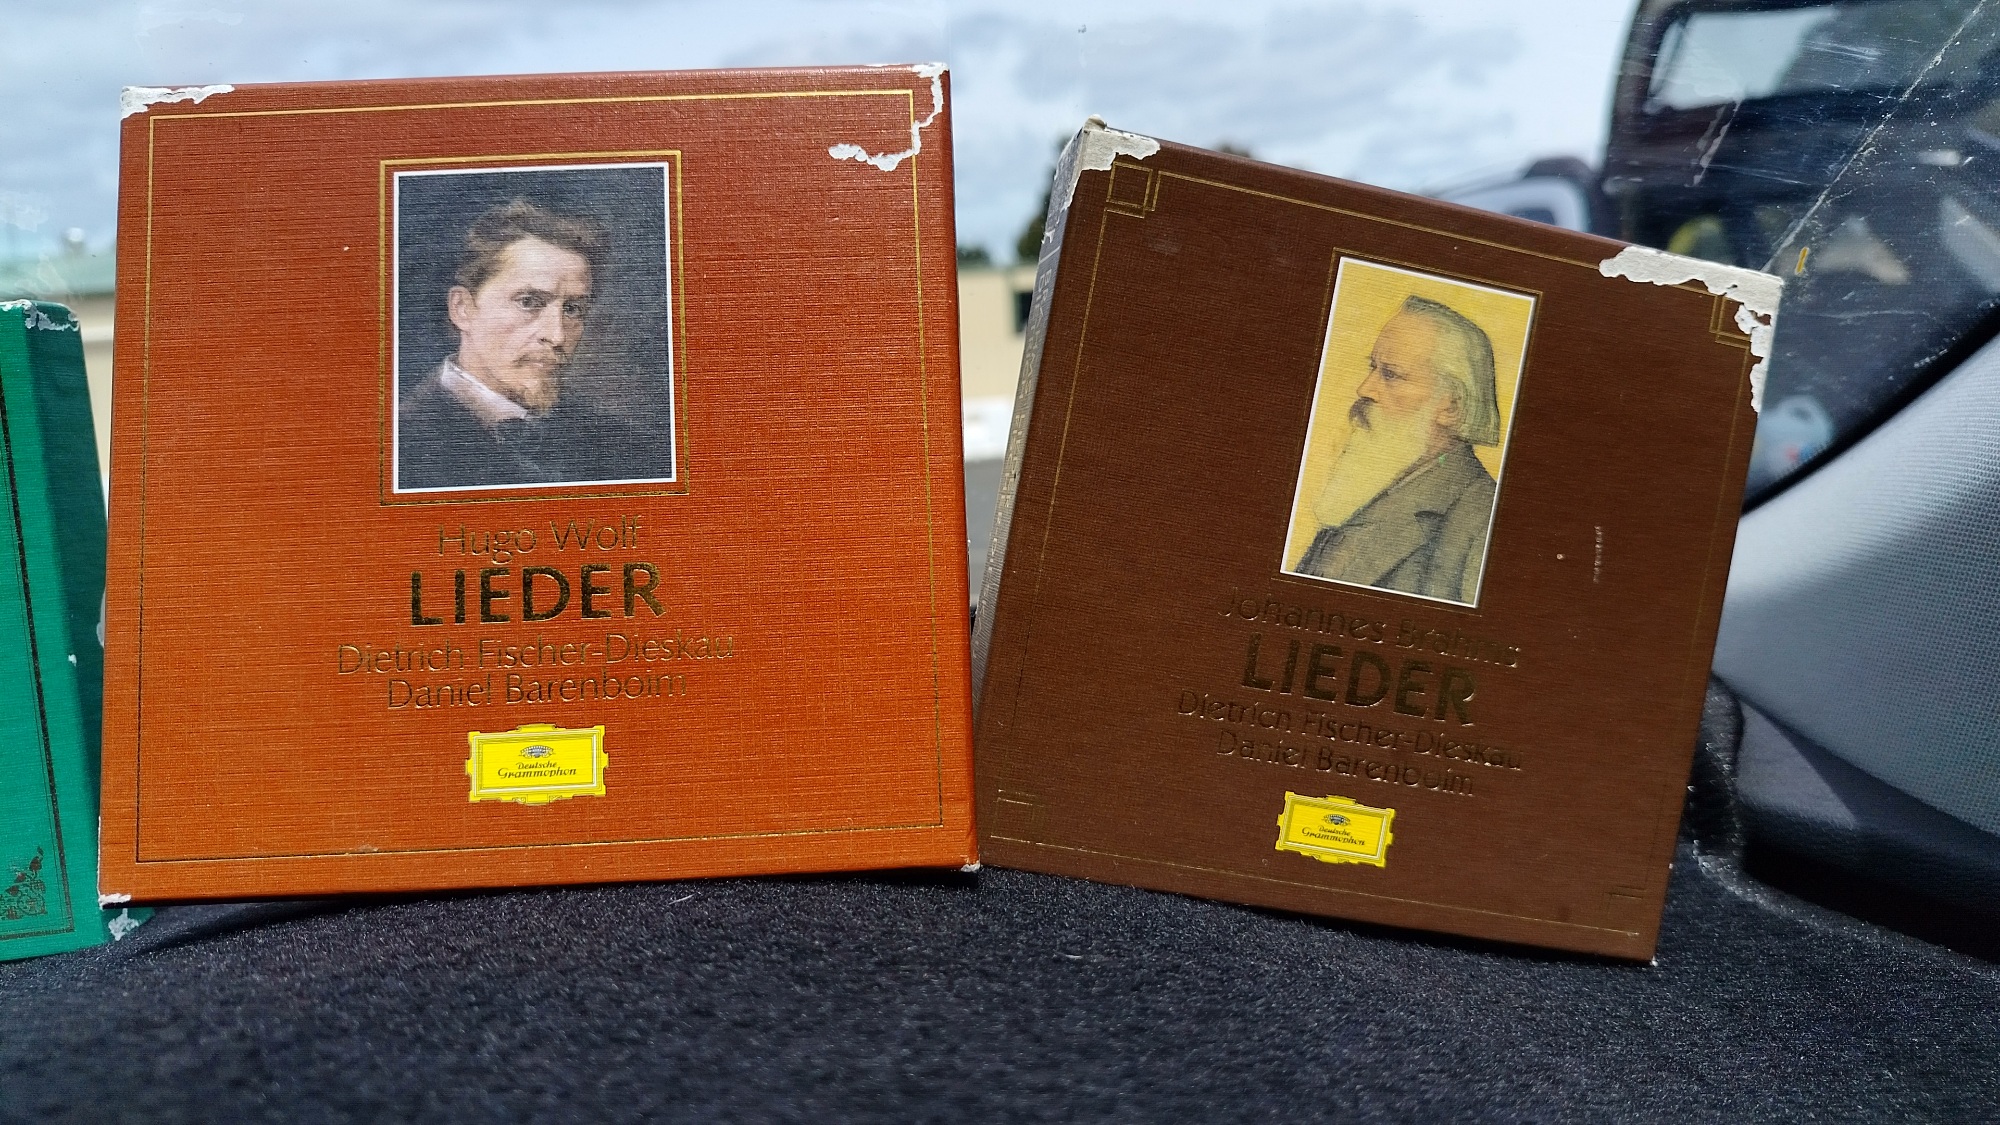 Hugo Wolf
LIEDER
Dietrich Fischer-Dieskau
Daniel Barenboim
Deutsche
Grammophon
Johannes Brahms
LIEDER
Dietrich Fischer-Dieskau
Daniel Barenboim
Deutsche
Grammophon